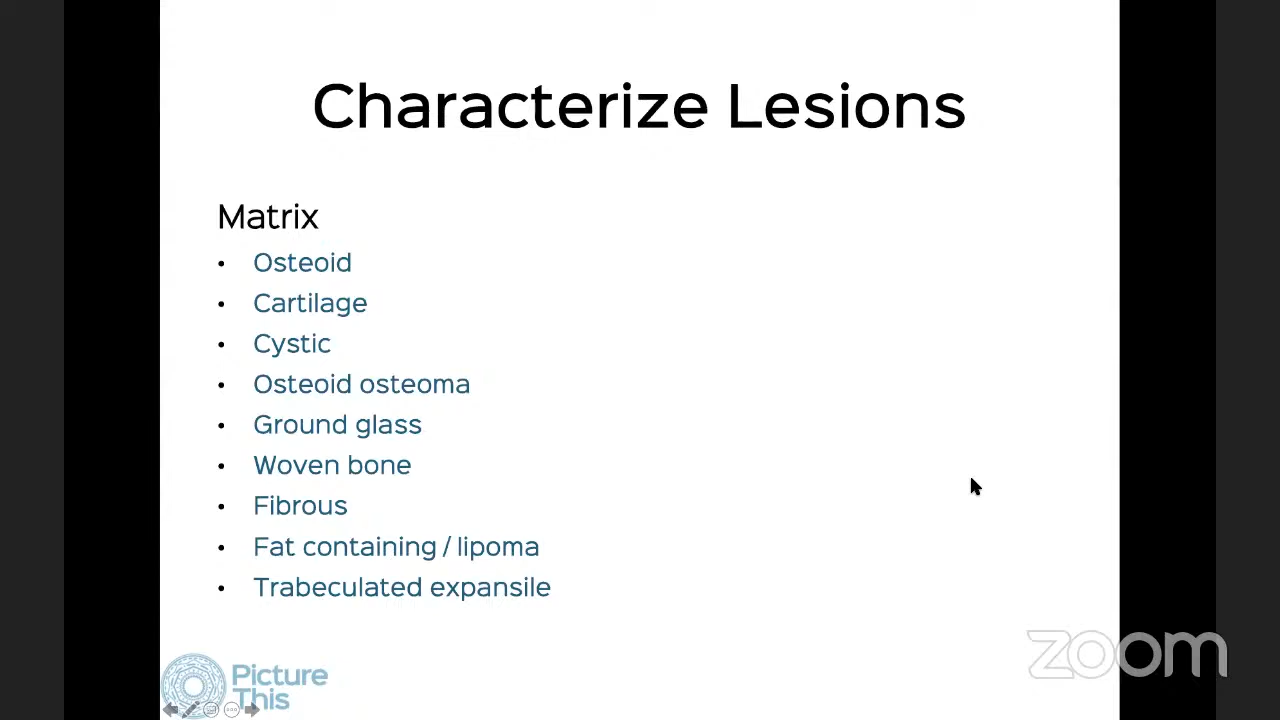 Characterize Lesions
Matrix
• Osteoid
• Cartilage
• Cystic
• Osteoid osteoma
• Ground glass
• Woven bone
• Fibrous
• Fat containing / lipoma
• Trabeculated expansile
Picture
This
zoom